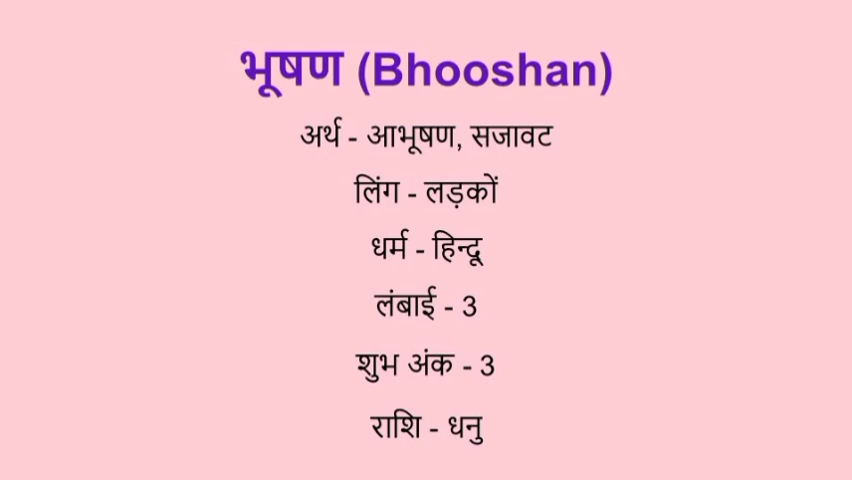 भूषण (Bhooshan)
अर्थ - आभूषण, सजावट
लिंग - लड़कों
धर्म - हिन्दू
लंबाई - 3
शुभ अंक - 3
राशि - धनु